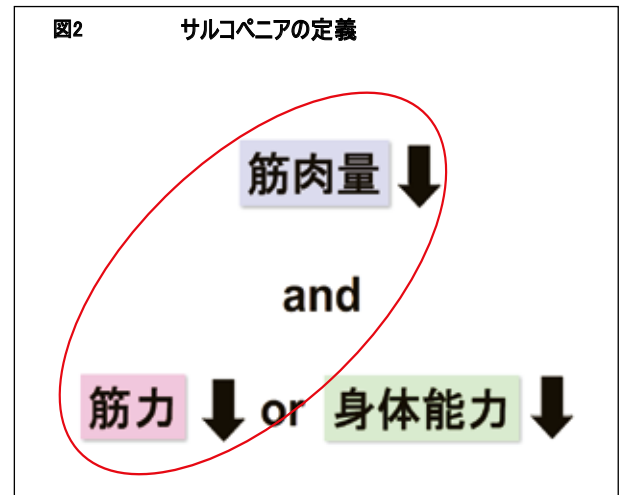 図2 サルコペニアの定義
筋肉量
and
筋力 or 身体能力